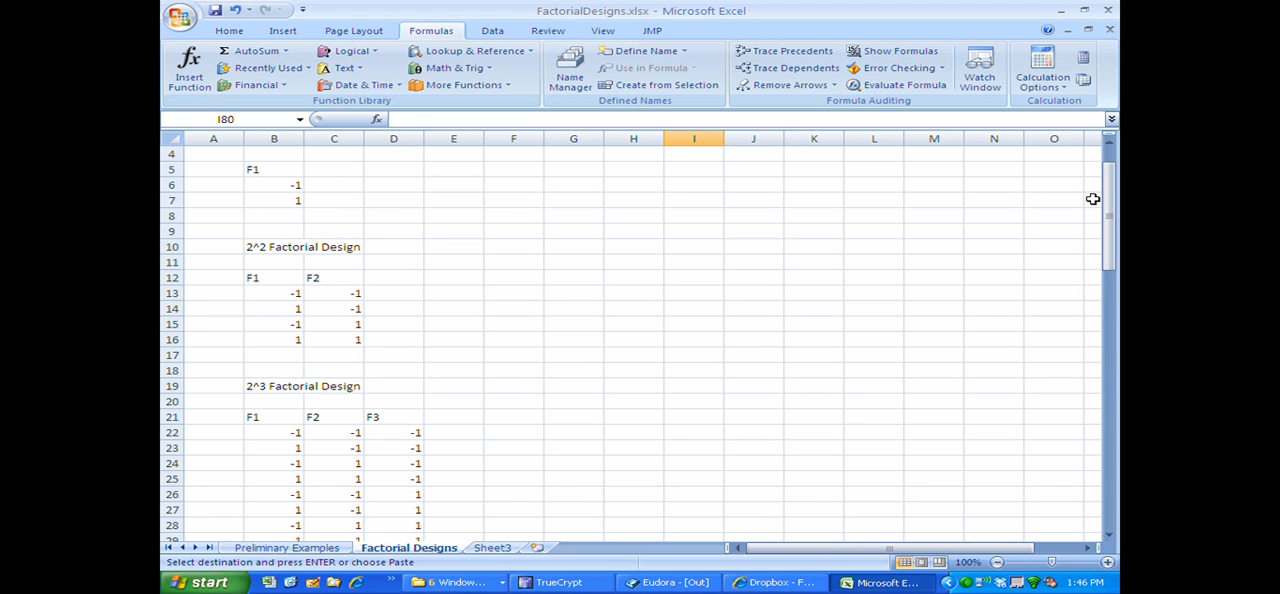 FactorialDesigns.xlsx - Microsoft Excel
Home Insert Page Layout Formulas Data Review View JMP
fx Insert Function
Σ AutoSum Logical Lookup & Reference
Recently Used Text Math & Trig
Financial Date & Time More Functions
Function Library
Name Manager
Define Name
Use in Formula
Create from Selection
Defined Names
Trace Precedents Show Formulas
Trace Dependents Error Checking
Remove Arrows Evaluate Formula
Formula Auditing
Watch Window
Calculation Options
Calculation
I80 fx
A B C D E F G H I J K L M N O
4
5 F1
6 -1
7 1
8
9
10 2^2 Factorial Design
11
12 F1 F2
13 -1 -1
14 1 -1
15 -1 1
16 1 1
17
18
19 2^3 Factorial Design
20
21 F1 F2 F3
22 -1 -1 -1
23 1 -1 -1
24 -1 1 -1
25 1 1 -1
26 -1 -1 1
27 1 -1 1
28 -1 1 1
Preliminary Examples Factorial Designs Sheet3
Select destination and press ENTER or choose Paste 100%
start 6 Window... TrueCrypt Eudora - [Out] Dropbox - F... Microsoft E... 1:46 PM